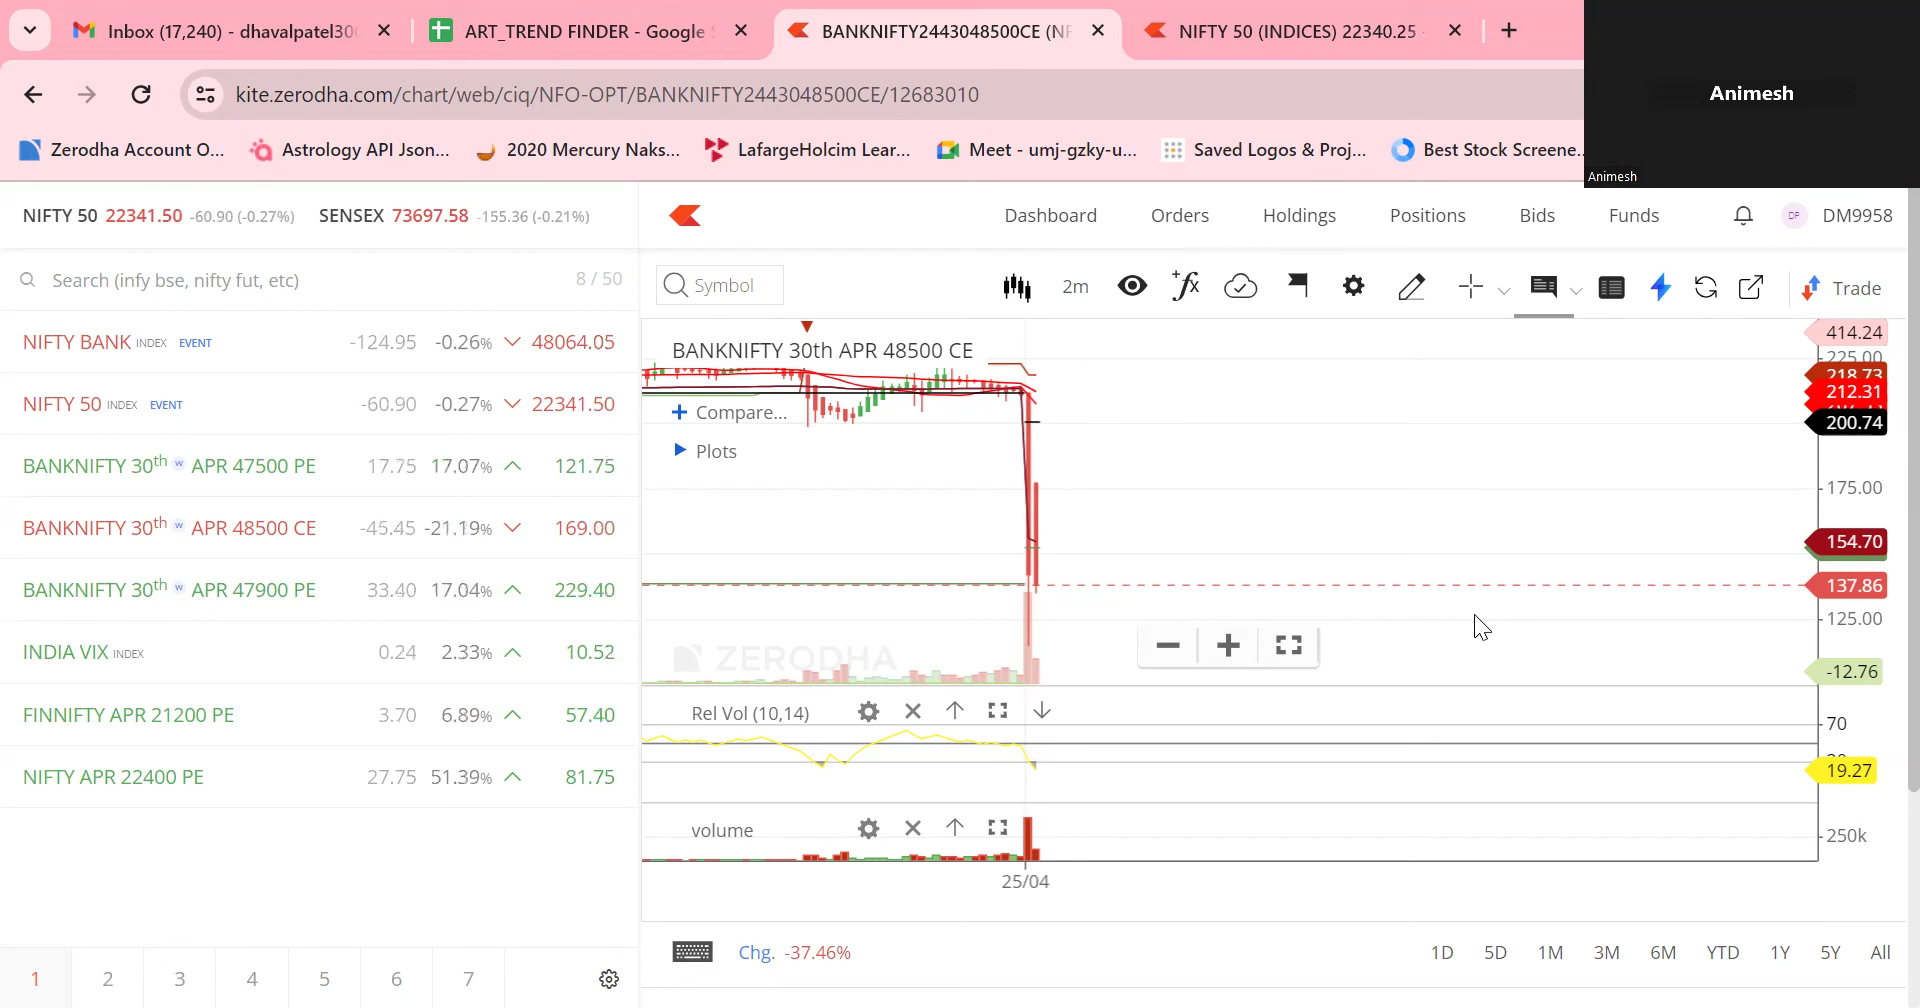 Inbox (17,240) - dhavalpatel30
ART_TREND FINDER - Google S
BANKNIFTY2443048500CE (NF
NIFTY 50 (INDICES) 22340.25
Animesh
kite.zerodha.com/chart/web/ciq/NFO-OPT/BANKNIFTY2443048500CE/12683010
Zerodha Account O...
Astrology API Json...
2020 Mercury Naks...
LafargeHolcim Lear...
Meet - umj-gzky-u...
Saved Logos & Proj...
Best Stock Screene...
Animesh
NIFTY 50 22341.50 -60.90 (-0.27%) SENSEX 73697.58 -155.36 (-0.21%)
Dashboard Orders Holdings Positions Bids Funds DP DM9958
Search (infy bse, nifty fut, etc) 8 / 50
Symbol 2m Trade
NIFTY BANK INDEX EVENT -124.95 -0.26% 48064.05
NIFTY 50 INDEX EVENT -60.90 -0.27% 22341.50
BANKNIFTY 30th w APR 47500 PE 17.75 17.07% 121.75
BANKNIFTY 30th w APR 48500 CE -45.45 -21.19% 169.00
BANKNIFTY 30th w APR 47900 PE 33.40 17.04% 229.40
INDIA VIX INDEX 0.24 2.33% 10.52
FINNIFTY APR 21200 PE 3.70 6.89% 57.40
NIFTY APR 22400 PE 27.75 51.39% 81.75
1 2 3 4 5 6 7
BANKNIFTY 30th APR 48500 CE
+ Compare...
Plots
ZERODHA
414.24
225.00
218.73
212.31
200.74
175.00
154.70
137.86
125.00
-12.76
Rel Vol (10,14)
70
19.27
volume
250k
25/04
Chg. -37.46%
1D 5D 1M 3M 6M YTD 1Y 5Y All